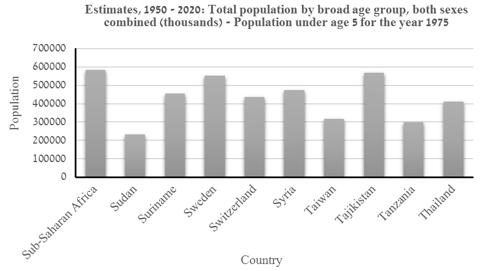 Estimates, 1950 - 2020: Total population by broad age group, both sexes
combined (thousands) - Population under age 5 for the year 1975
Population
700000
600000
500000
400000
300000
200000
100000
0
Sub-Saharan Africa
Sudan
Suriname
Sweden
Switzerland
Syria
Taiwan
Tajikistan
Tanzania
Thailand
Country